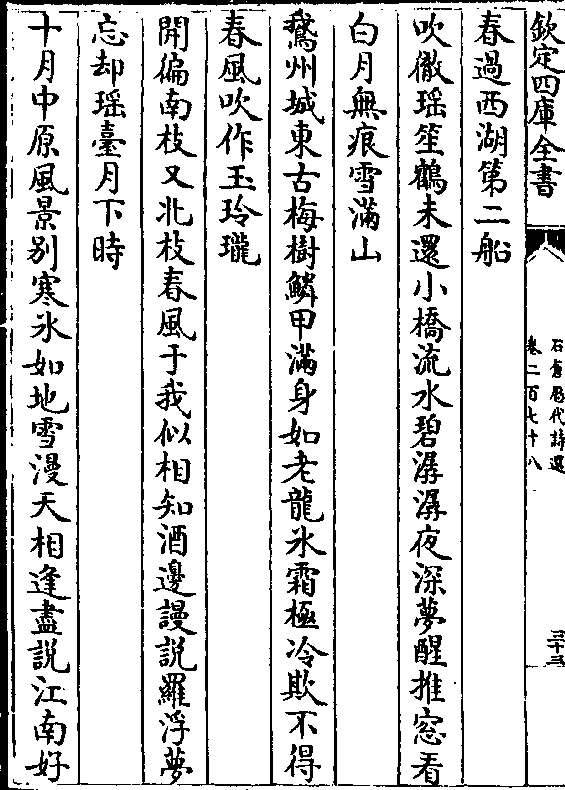 欽定四庫全書
石倉歷代詩選
卷二百七十八
三十三
春過西湖第二船
吹徹瑶笙鶴未還小橋流水碧潺潺夜深夢醒推窓看
白月無痕雪滿山
鵞州城東古梅樹鱗甲滿身如老龍氷霜極冷欺不得
春風吹作玉玲瓏
開徧南枝又北枝春風于我似相知酒邊謾説羅浮夢
忘却瑶臺月下時
十月中原風景别寒氷如地雪漫天相逢盡説江南好